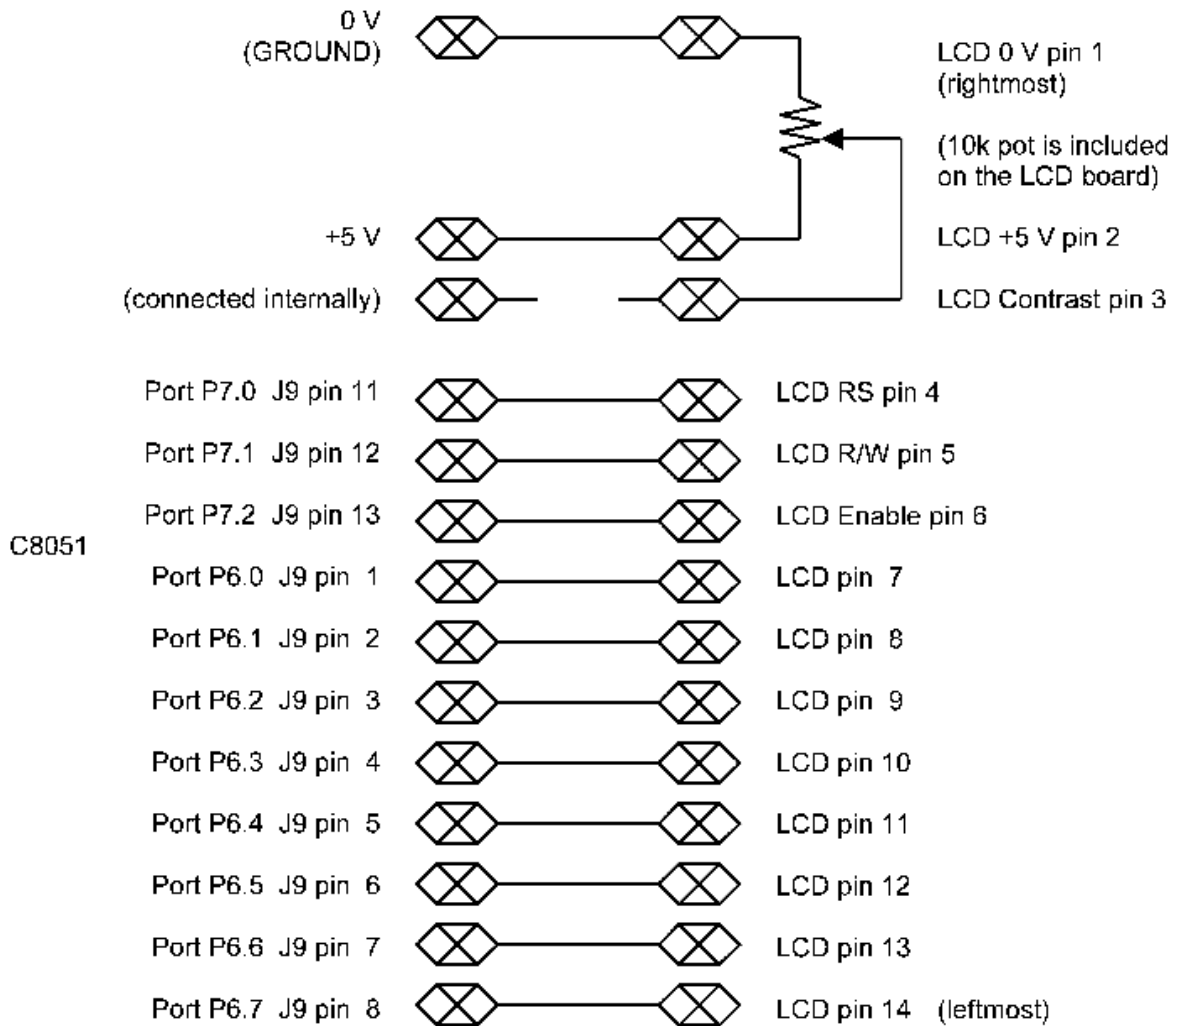 0 V
(GROUND)
LCD 0 V pin 1
(rightmost)
(10k pot is included
on the LCD board)
+5 V
LCD +5 V pin 2
(connected internally)
LCD Contrast pin 3
Port P7.0 J9 pin 11
LCD RS pin 4
Port P7.1 J9 pin 12
LCD R/W pin 5
Port P7.2 J9 pin 13
LCD Enable pin 6
C8051
Port P6.0 J9 pin 1
LCD pin 7
Port P6.1 J9 pin 2
LCD pin 8
Port P6.2 J9 pin 3
LCD pin 9
Port P6.3 J9 pin 4
LCD pin 10
Port P6.4 J9 pin 5
LCD pin 11
Port P6.5 J9 pin 6
LCD pin 12
Port P6.6 J9 pin 7
LCD pin 13
Port P6.7 J9 pin 8
LCD pin 14 (leftmost)